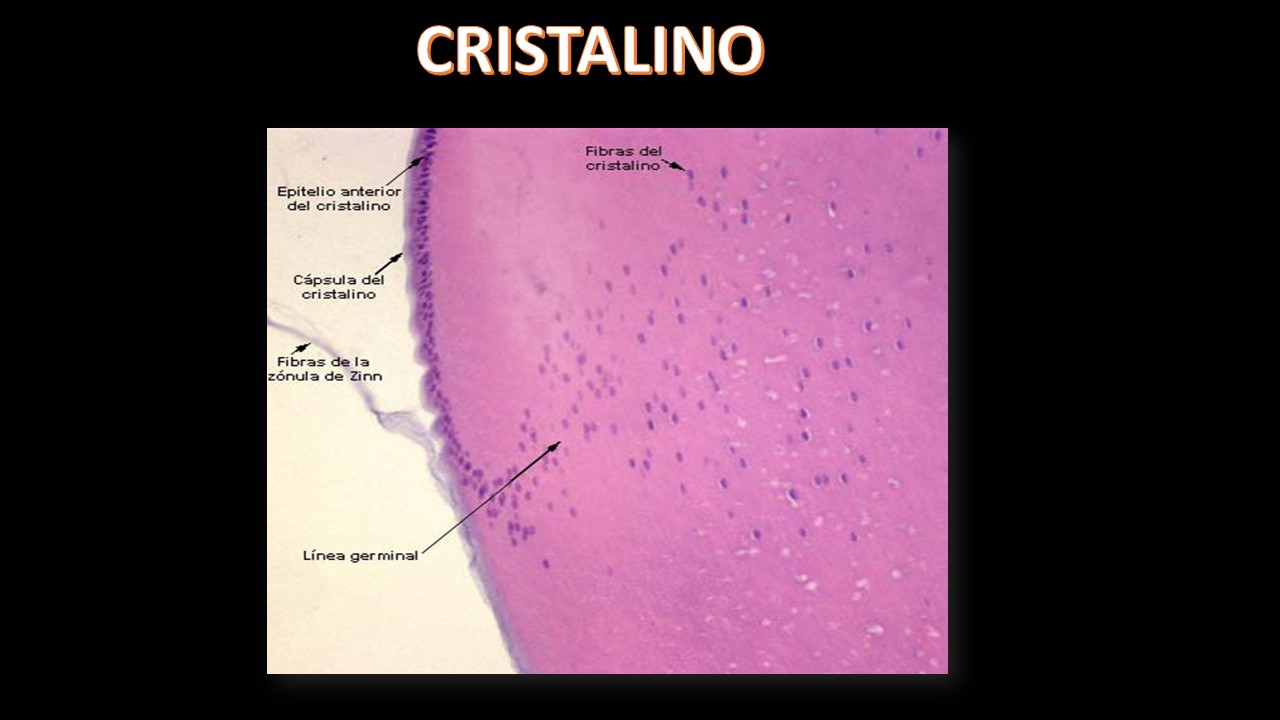 CRISTALINO
Fibras del
cristalino
Epitelio anterior
del cristalino
Cápsula del
cristalino
Fibras de la
zónula de Zinn
Línea germinal